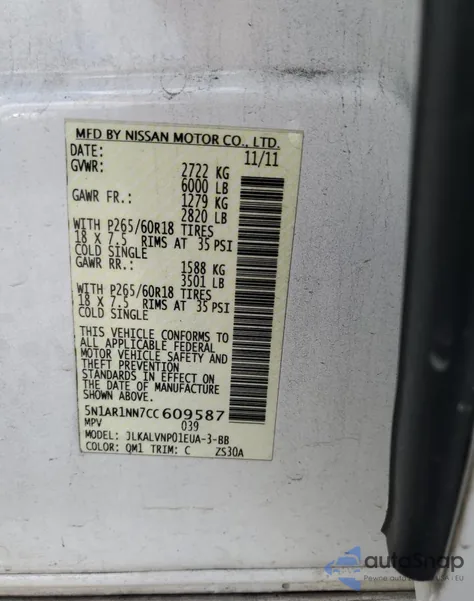 MFD BY NISSAN MOTOR CO., LTD.
DATE: 11/11
GVWR: 2722 KG
6000 LB
GAWR FR.: 1279 KG
2820 LB
WITH P265/60R18 TIRES
18 X 7.5 RIMS AT 35 PSI
COLD SINGLE
GAWR RR.: 1588 KG
3501 LB
WITH P265/60R18 TIRES
18 X 7.5 RIMS AT 35 PSI
COLD SINGLE
THIS VEHICLE CONFORMS TO
ALL APPLICABLE FEDERAL
MOTOR VEHICLE SAFETY AND
THEFT PREVENTION
STANDARDS IN EFFECT ON
THE DATE OF MANUFACTURE
SHOWN ABOVE.
5N1AR1NN7CC609587
MPV 039
MODEL: JLKALVNP01EUA-3-BB
COLOR: QM1 TRIM: C ZS30A
autoSnap
Pewne auto z USA i EU